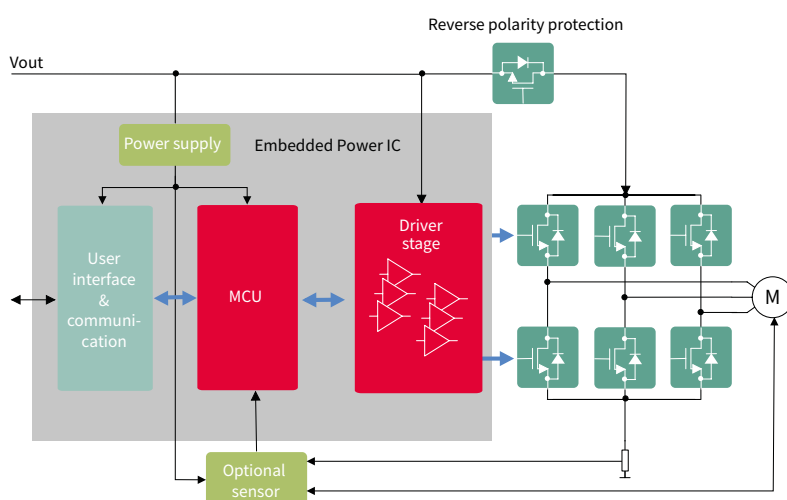 Reverse polarity protection
Vout
Power supply
Embedded Power IC
User
interface
&
communi-
cation
MCU
Driver
stage
M
Optional
sensor